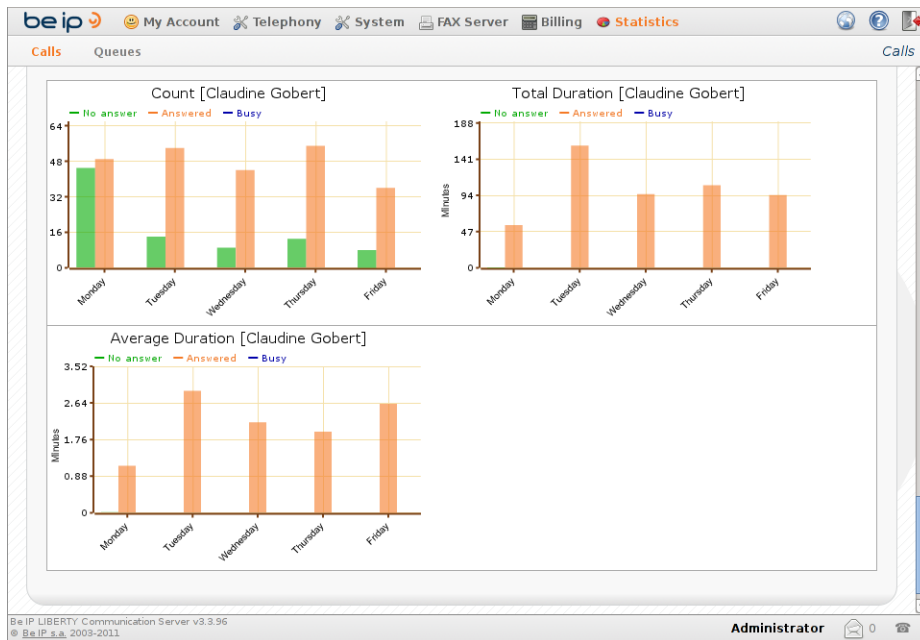 be ip My Account Telephony System FAX Server Billing Statistics
Calls Queues Calls
Count [Claudine Gobert]
No answer Answered Busy
64
48
32
16
0
Monday Tuesday Wednesday Thursday Friday
Total Duration [Claudine Gobert]
No answer Answered Busy
188
141
94
47
0
Minutes
Monday Tuesday Wednesday Thursday Friday
Average Duration [Claudine Gobert]
No answer Answered Busy
3.52
2.64
1.76
0.88
0
Minutes
Monday Tuesday Wednesday Thursday Friday
Be IP LIBERTY Communication Server v3.3.96
© Be IP s.a. 2003-2011
Administrator 0